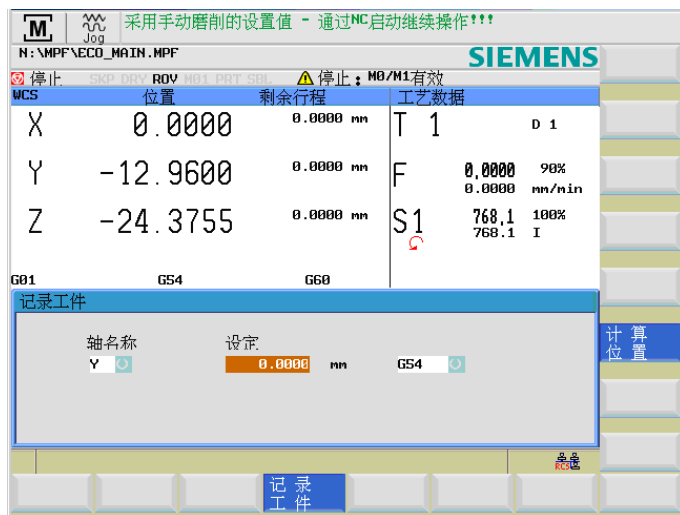 M
Jog
采用手动磨削的设置值 - 通过NC启动继续操作!!!
N:\MPF\ECO_MAIN.MPF
SIEMENS
停止 SKP DRY ROV M01 PRT SBL 停止：M0/M1有效
WCS 位置 剩余行程 工艺数据
X 0.0000 0.0000 mm T 1 D 1
Y -12.9600 0.0000 mm F 0.0000 90%
0.0000 mm/min
Z -24.3755 0.0000 mm S1 768.1 100%
768.1 I
G01 G54 G60
记录工件
轴名称 设定
Y 0.0000 mm G54
计算
位置
RCS
记录
工件